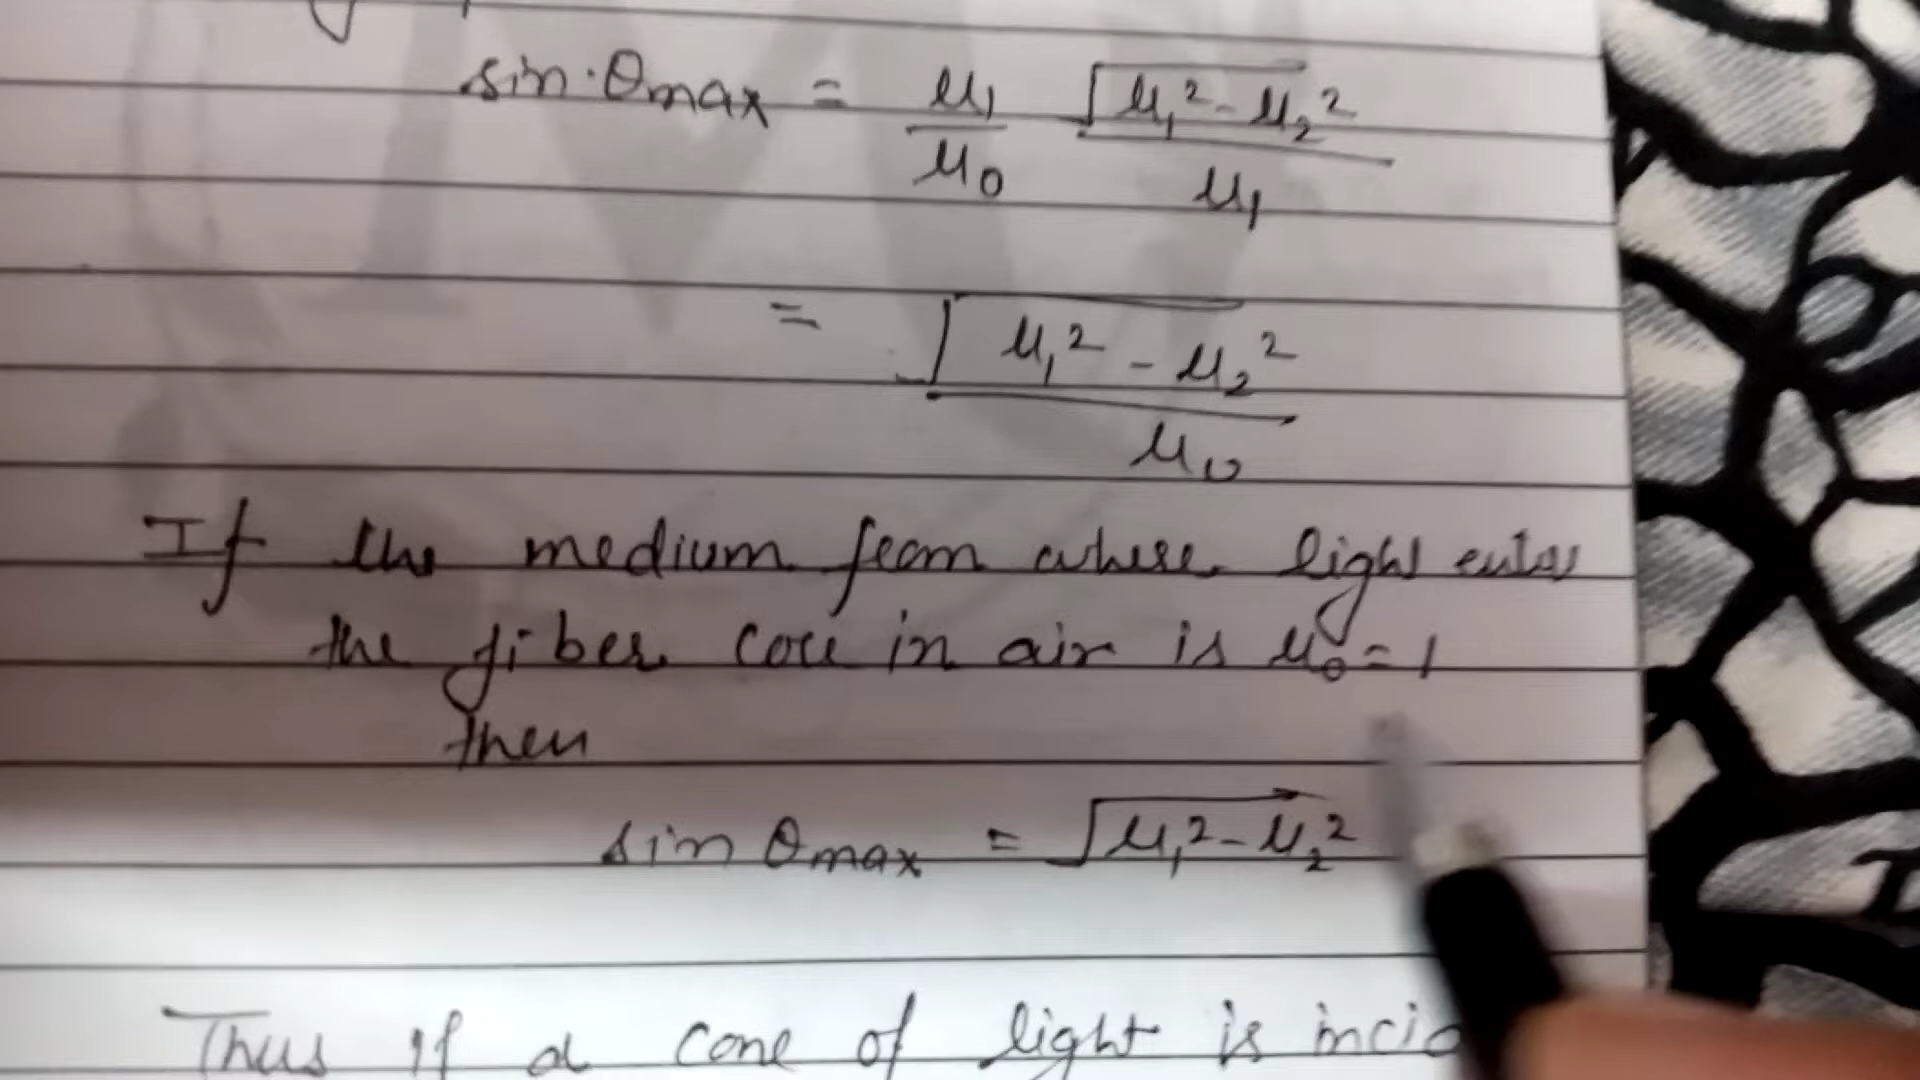 sin·θmax = μ₁/μ₀ √(μ₁² - μ₂²)/μ₁
= √(μ₁² - μ₂²)/μ₀
If the medium from where light enters
the fiber core in air is μ₀ = 1
then
sin θmax = √(μ₁² - μ₂²)
Thus if a cone of light is incid